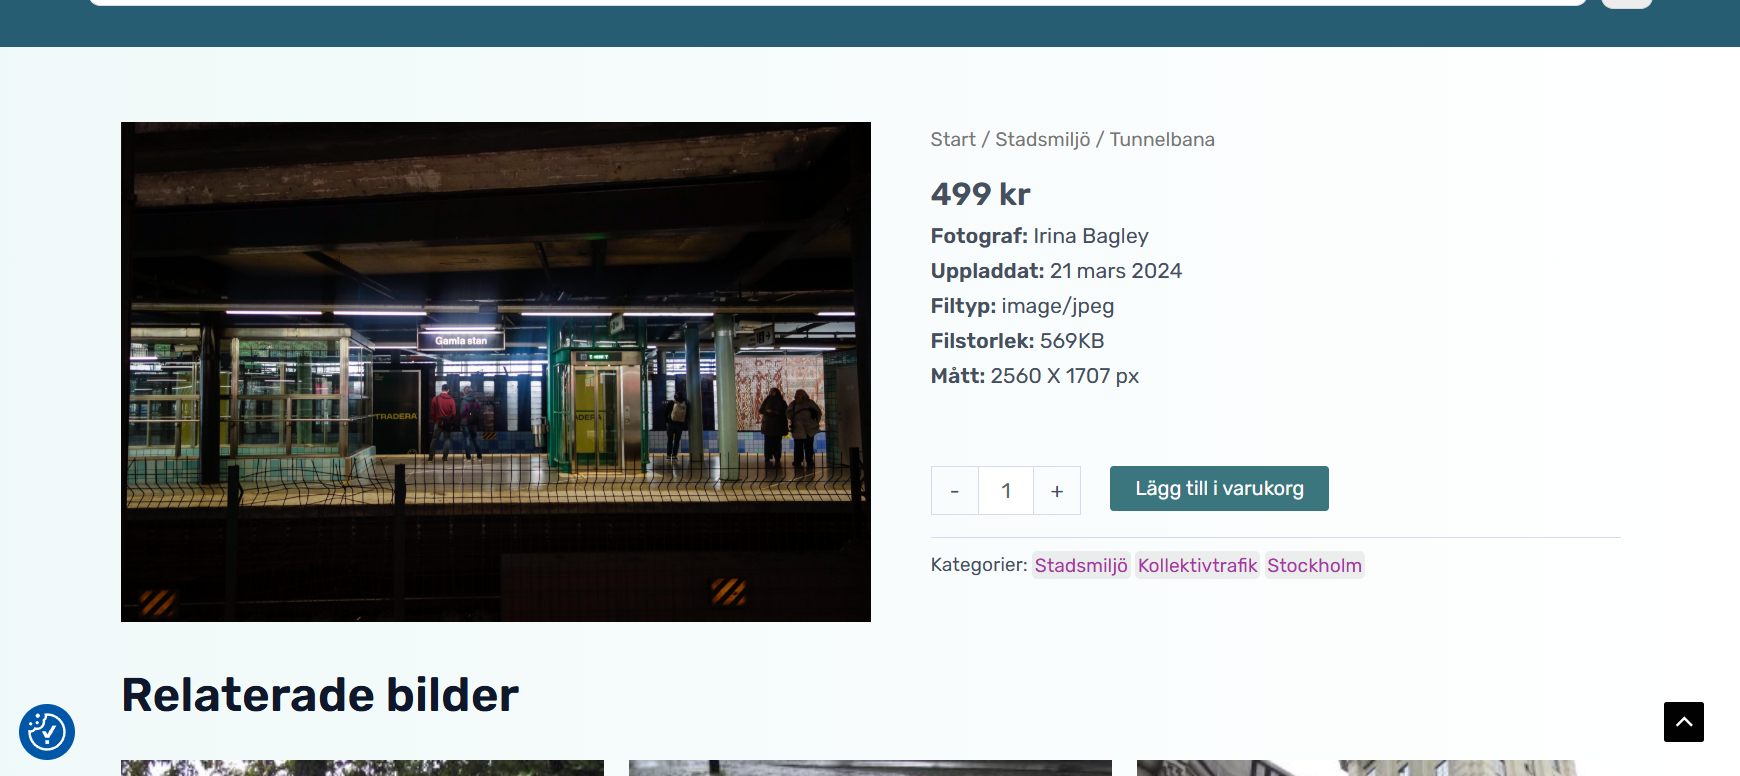 Start / Stadsmiljö / Tunnelbana
499 kr
Fotograf: Irina Bagley
Uppladdat: 21 mars 2024
Filtyp: image/jpeg
Filstorlek: 569KB
Mått: 2560 X 1707 px
Gamla stan
TRADERA
- 1 +
Lägg till i varukorg
Kategorier: Stadsmiljö Kollektivtrafik Stockholm
Relaterade bilder